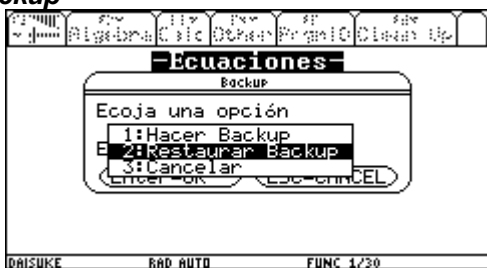 ckup
Algebra Calc Other PrgmIO Clean Up
Ecuaciones
Backup
Ecoja una opción
1:Hacer Backup
E 2:Restaurar Backup
3:Cancelar
DAISUKE RAD AUTO FUNC 1/30